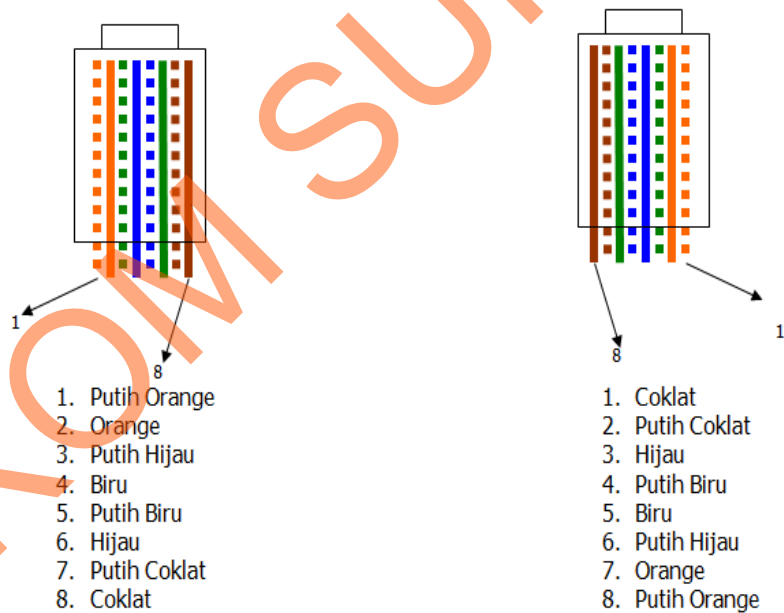 KOM SU
1
8
1. Putih Orange
2. Orange
3. Putih Hijau
4. Biru
5. Putih Biru
6. Hijau
7. Putih Coklat
8. Coklat
1
8
1. Coklat
2. Putih Coklat
3. Hijau
4. Putih Biru
5. Biru
6. Putih Hijau
7. Orange
8. Putih Orange